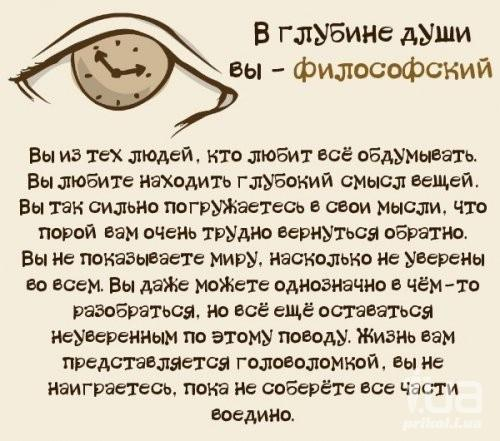 В глубине души
вы - философский
Вы из тех людей, кто любит всё обдумывать.
Вы любите находить глубокий смысл вещей.
Вы так сильно погружаетесь в свои мысли, что
порой вам очень трудно вернуться обратно.
Вы не показываете миру, насколько не уверены
во всем. Вы даже можете однозначно в чём-то
разобраться, но всё ещё оставаться
неуверенным по этому поводу. Жизнь вам
представляется головоломкой, вы не
наиграетесь, пока не соберёте все части
воедино.
i.ua
prikol.i.ua